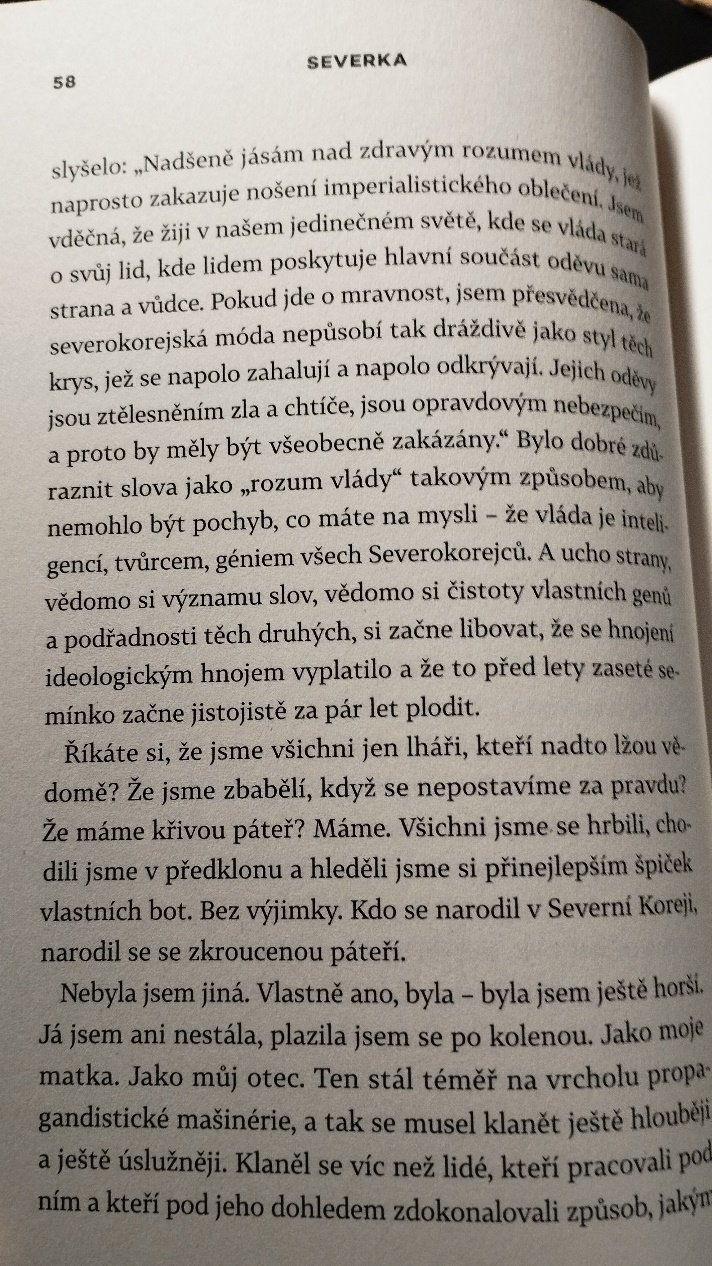 58
SEVERKA
slyšelo: „Nadšeně jásám nad zdravým rozumem vlády, jež
naprosto zakazuje nošení imperialistického oblečení. Jsem
vděčná, že žiji v našem jedinečném světě, kde se vláda stará
o svůj lid, kde lidem poskytuje hlavní součást oděvu sama
strana a vůdce. Pokud jde o mravnost, jsem přesvědčena, že
severokorejská móda nepůsobí tak dráždivě jako styl těch
krys, jež se napolo zahalují a napolo odkrývají. Jejich oděvy
jsou ztělesněním zla a chtíče, jsou opravdovým nebezpečím,
a proto by měly být všeobecně zakázány.“ Bylo dobré zdů-
raznit slova jako „rozum vlády“ takovým způsobem, aby
nemohlo být pochyb, co máte na mysli – že vláda je inteli-
gencí, tvůrcem, géniem všech Severokorejců. A ucho strany,
vědomo si významu slov, vědomo si čistoty vlastních genů
a podřadnosti těch druhých, si začne libovat, že se hnojení
ideologickým hnojem vyplatilo a že to před lety zaseté se-
mínko začne jistojistě za pár let plodit.
Říkáte si, že jsme všichni jen lháři, kteří nadto lžou vě-
domě? Že jsme zbabělí, když se nepostavíme za pravdu?
Že máme křivou páteř? Máme. Všichni jsme se hrbili, cho-
dili jsme v předklonu a hleděli jsme si přinejlepším špiček
vlastních bot. Bez výjimky. Kdo se narodil v Severní Koreji,
narodil se se zkroucenou páteří.
Nebyla jsem jiná. Vlastně ano, byla – byla jsem ještě horší.
Já jsem ani nestála, plazila jsem se po kolenou. Jako moje
matka. Jako můj otec. Ten stál téměř na vrcholu propa-
gandistické mašinérie, a tak se musel klanět ještě hlouběji
a ještě úslužněji. Klaněl se víc než lidé, kteří pracovali pod
ním a kteří pod jeho dohledem zdokonalovali způsob, jakým